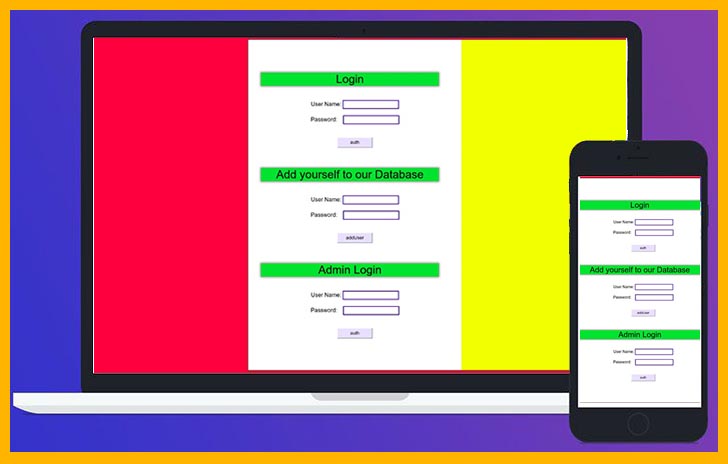 Login
User Name:
Password:
auth
Add yourself to our Database
User Name:
Password:
adduser
Admin Login
User Name:
Password:
auth
Login
User Name:
Password:
auth
Add yourself to our Database
User Name:
Password:
adduser
Admin Login
User Name:
Password:
auth